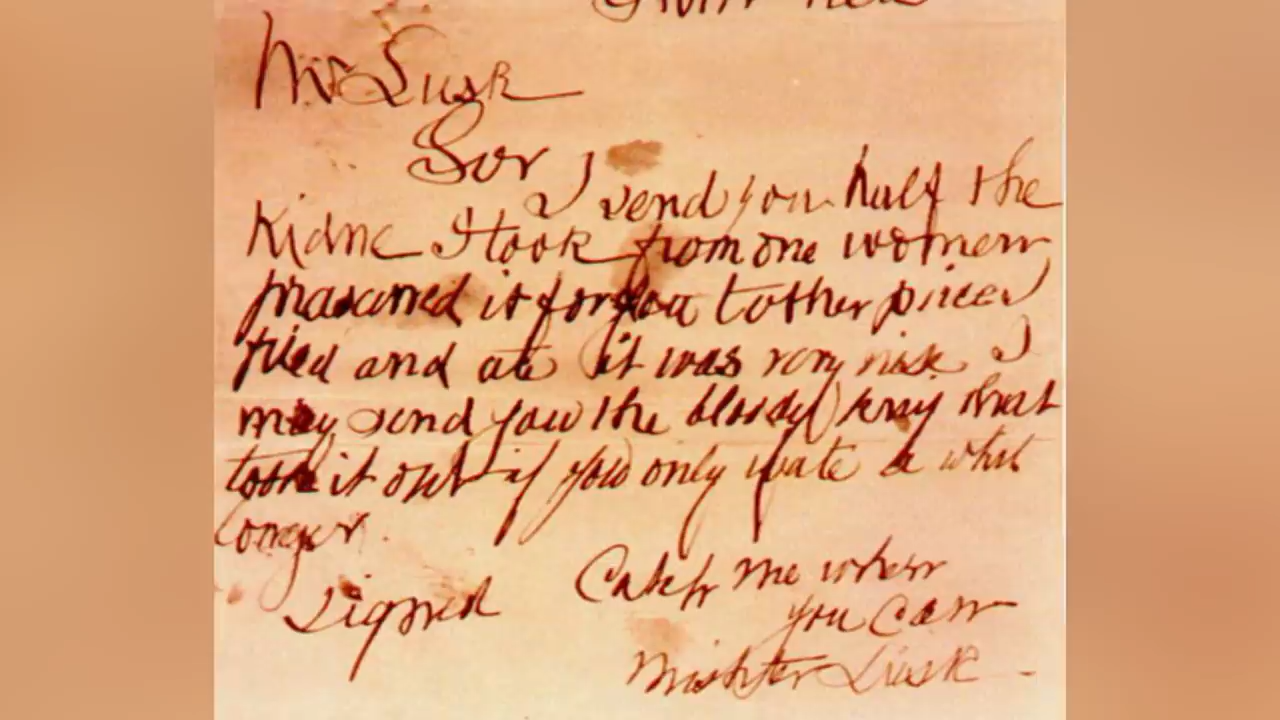 From hell
Mr Lusk
Sor
I send you half the
Kidne I took from one women
prasarved it for you tother piece I
fried and ate it was very nise I
may send you the bloody knif that
took it out if you only wate a whil
longer.
signed
Catch me when
you can
Mishter Lusk